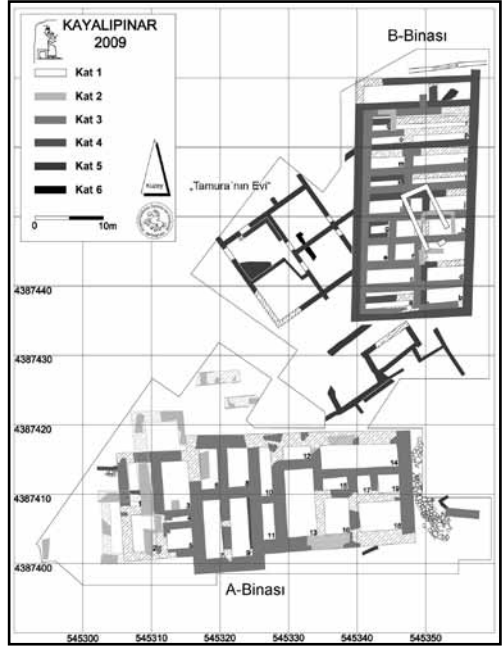 KAYALIPINAR
2009
Kat 1
Kat 2
Kat 3
Kat 4
Kat 5
Kat 6
Kuzey
0 10m
B-Binası
„Tamura'nın Evi“
4387440
4387430
4387420
4387410
4387400
A-Binası
545300 545310 545320 545330 545340 545350